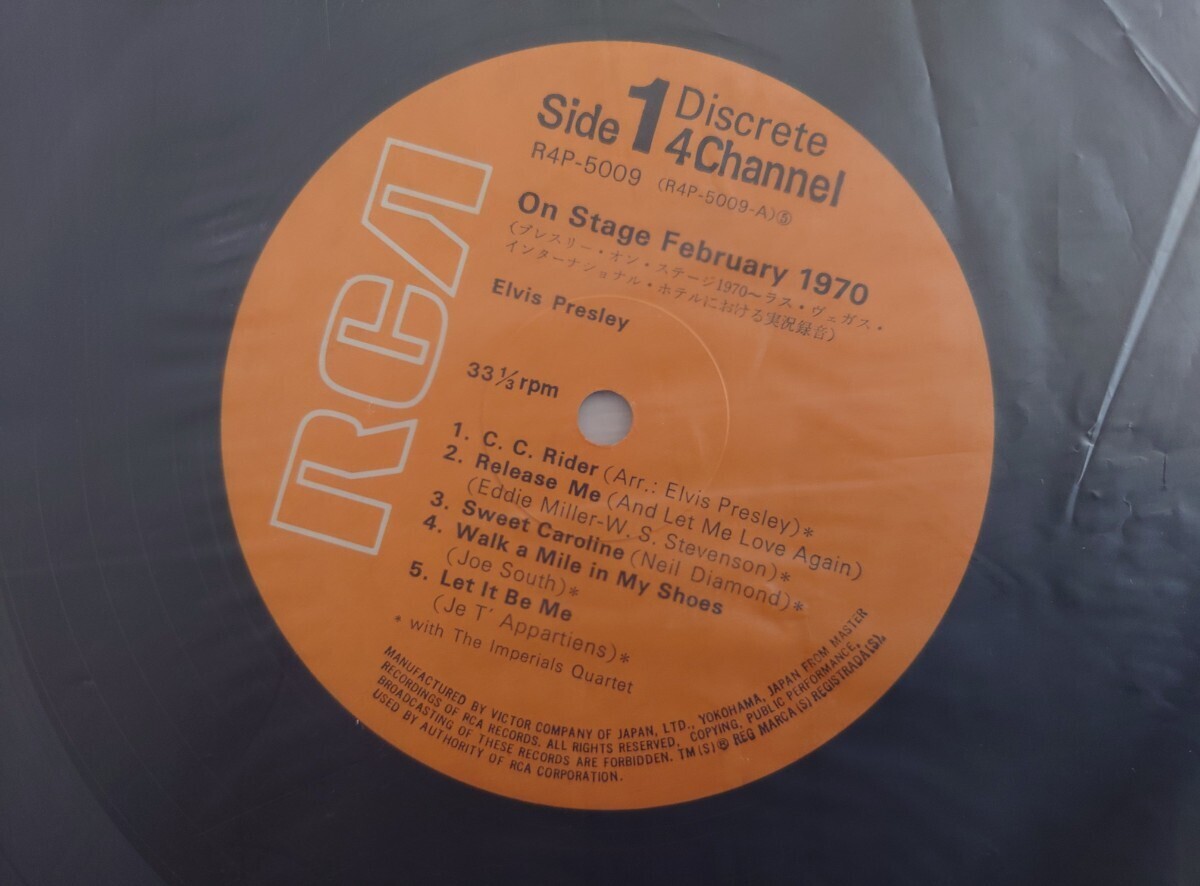 RCA
Side 1 Discrete
4Channel
R4P-5009 (R4P-5009-A)⑤
On Stage February 1970
(プレスリー・オン・ステージ1970〜ラス・ヴェガス・
インターナショナル・ホテルにおける実況録音)
Elvis Presley
33 1/3 rpm
1. C. C. Rider (Arr.: Elvis Presley)*
2. Release Me (And Let Me Love Again)
(Eddie Miller-W. S. Stevenson)*
3. Sweet Caroline (Neil Diamond)*
4. Walk a Mile in My Shoes
(Joe South)*
5. Let It Be Me
(Je T' Appartiens)*
* with The Imperials Quartet
MANUFACTURED BY VICTOR COMPANY OF JAPAN, LTD., YOKOHAMA, JAPAN FROM MASTER
RECORDINGS OF RCA RECORDS. ALL RIGHTS RESERVED. COPYING, PUBLIC PERFORMANCE,
BROADCASTING OF THESE RECORDS ARE FORBIDDEN. TM(S)® REG MARCA(S) REGISTRADA(S).
USED BY AUTHORITY OF RCA CORPORATION.